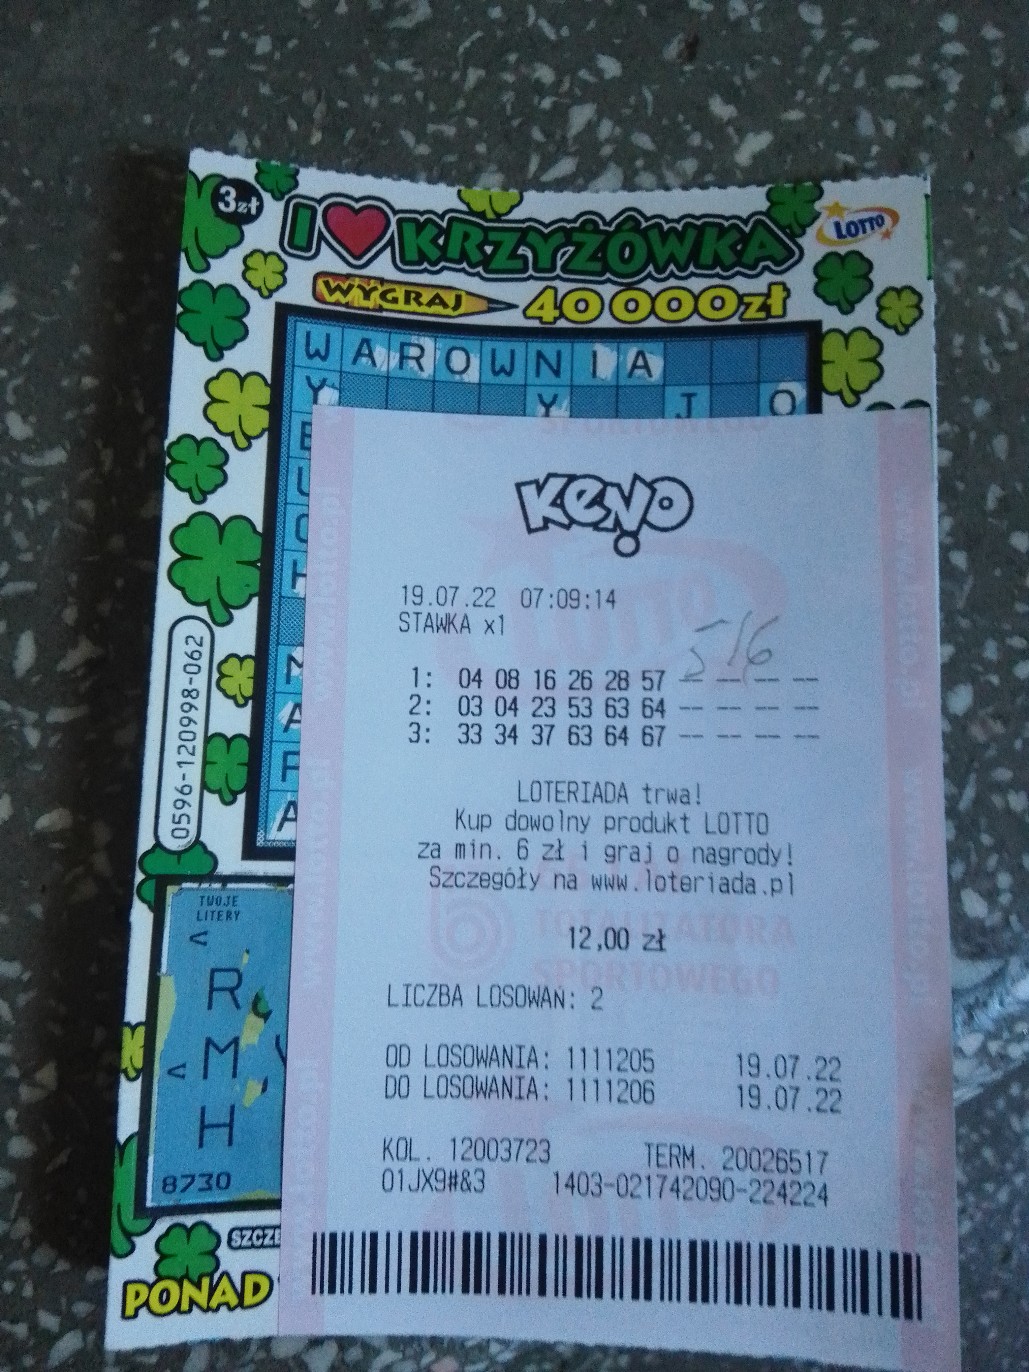 3zł
I KRZYŻÓWKA
LOTTO
WYGRAJ 40 000zł
WAROWNIA
Y Y J O
B
U
C
H
M
A
P
A
0596-120998-062
TWOJE
LITERY
R
M
H
8730
PONAD
SPORTOWEGO
KENO
19.07.22 07:09:14
STAWKA x1
5/6
1: 04 08 16 26 28 57 -- -- -- --
2: 03 04 23 53 63 64 -- -- -- --
3: 33 34 37 63 64 67 -- -- -- --
LOTERIADA trwa!
Kup dowolny produkt LOTTO
za min. 6 zł i graj o nagrody!
Szczegóły na www.loteriada.pl
TOTALIZATORA
12,00 zł
SPORTOWEGO
LICZBA LOSOWAŃ: 2
OD LOSOWANIA: 1111205 19.07.22
DO LOSOWANIA: 1111206 19.07.22
KOL. 12003723 TERM. 20026517
01JX9#&3 1403-021742090-224224